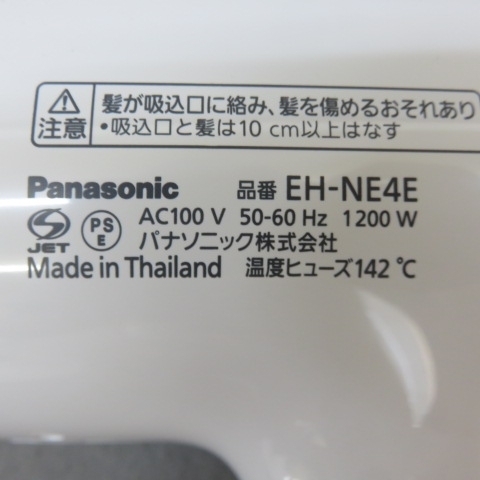 注意
髪が吸込口に絡み、髪を傷めるおそれあり
•吸込口と髪は10 cm以上はなす
Panasonic 品番 EH-NE4E
JET PS E AC100 V 50-60 Hz 1200 W
パナソニック株式会社
Made in Thailand 温度ヒューズ142 ℃